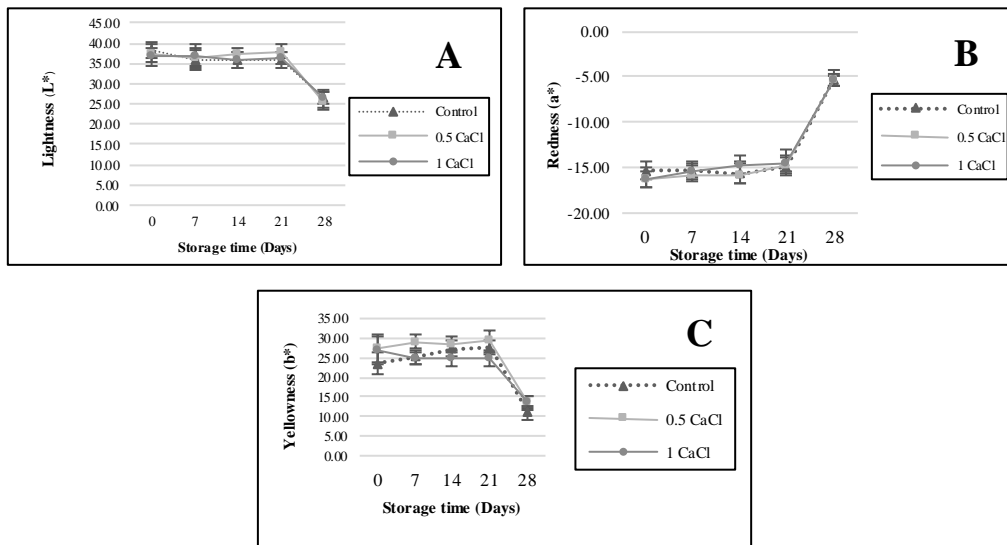 A
45.00
40.00
35.00
30.00
25.00
20.00
15.00
10.00
5.00
0.00
Lightness (L*)
0 7 14 21 28
Storage time (Days)
Control
0.5 CaCl
1 CaCl
B
0.00
-5.00
-10.00
-15.00
-20.00
Redness (a*)
0 7 14 21 28
Storage time (Days)
Control
0.5 CaCl
1 CaCl
C
35.00
30.00
25.00
20.00
15.00
10.00
5.00
0.00
Yellowness (b*)
0 7 14 21 28
Storage time (Days)
Control
0.5 CaCl
1 CaCl